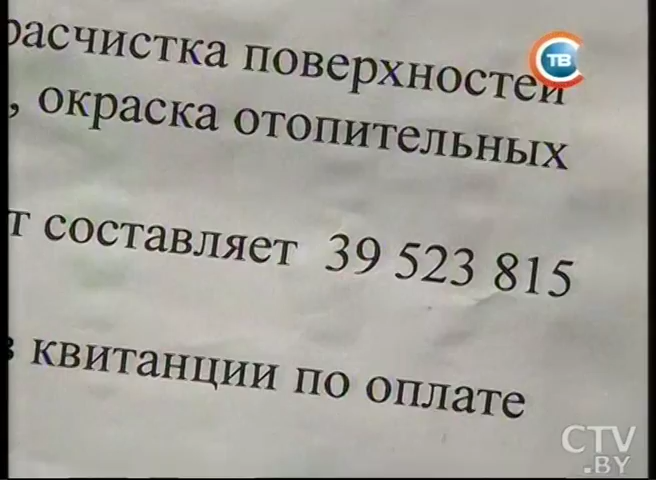 расчистка поверхностей
, окраска отопительных
т составляет 39 523 815
в квитанции по оплате
СТВ
CTV
.BY